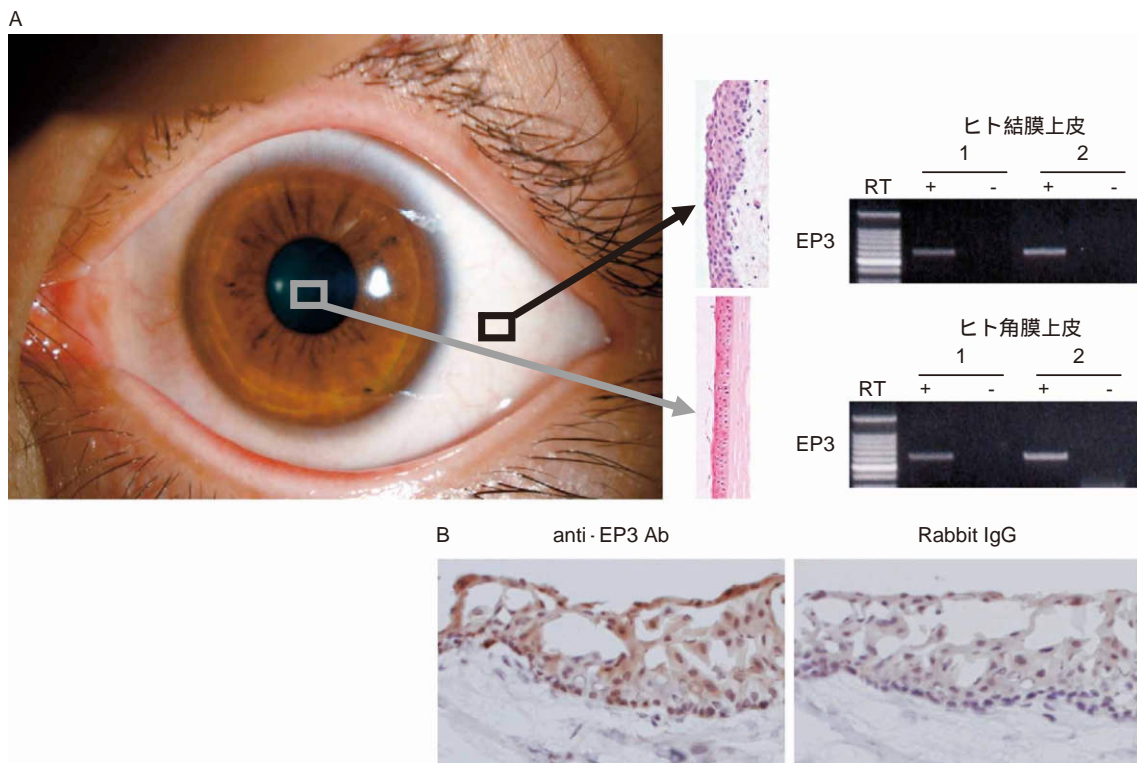 A
ヒト結膜上皮
1 2
RT + - + -
EP3
ヒト角膜上皮
1 2
RT + - + -
EP3
B anti - EP3 Ab Rabbit IgG